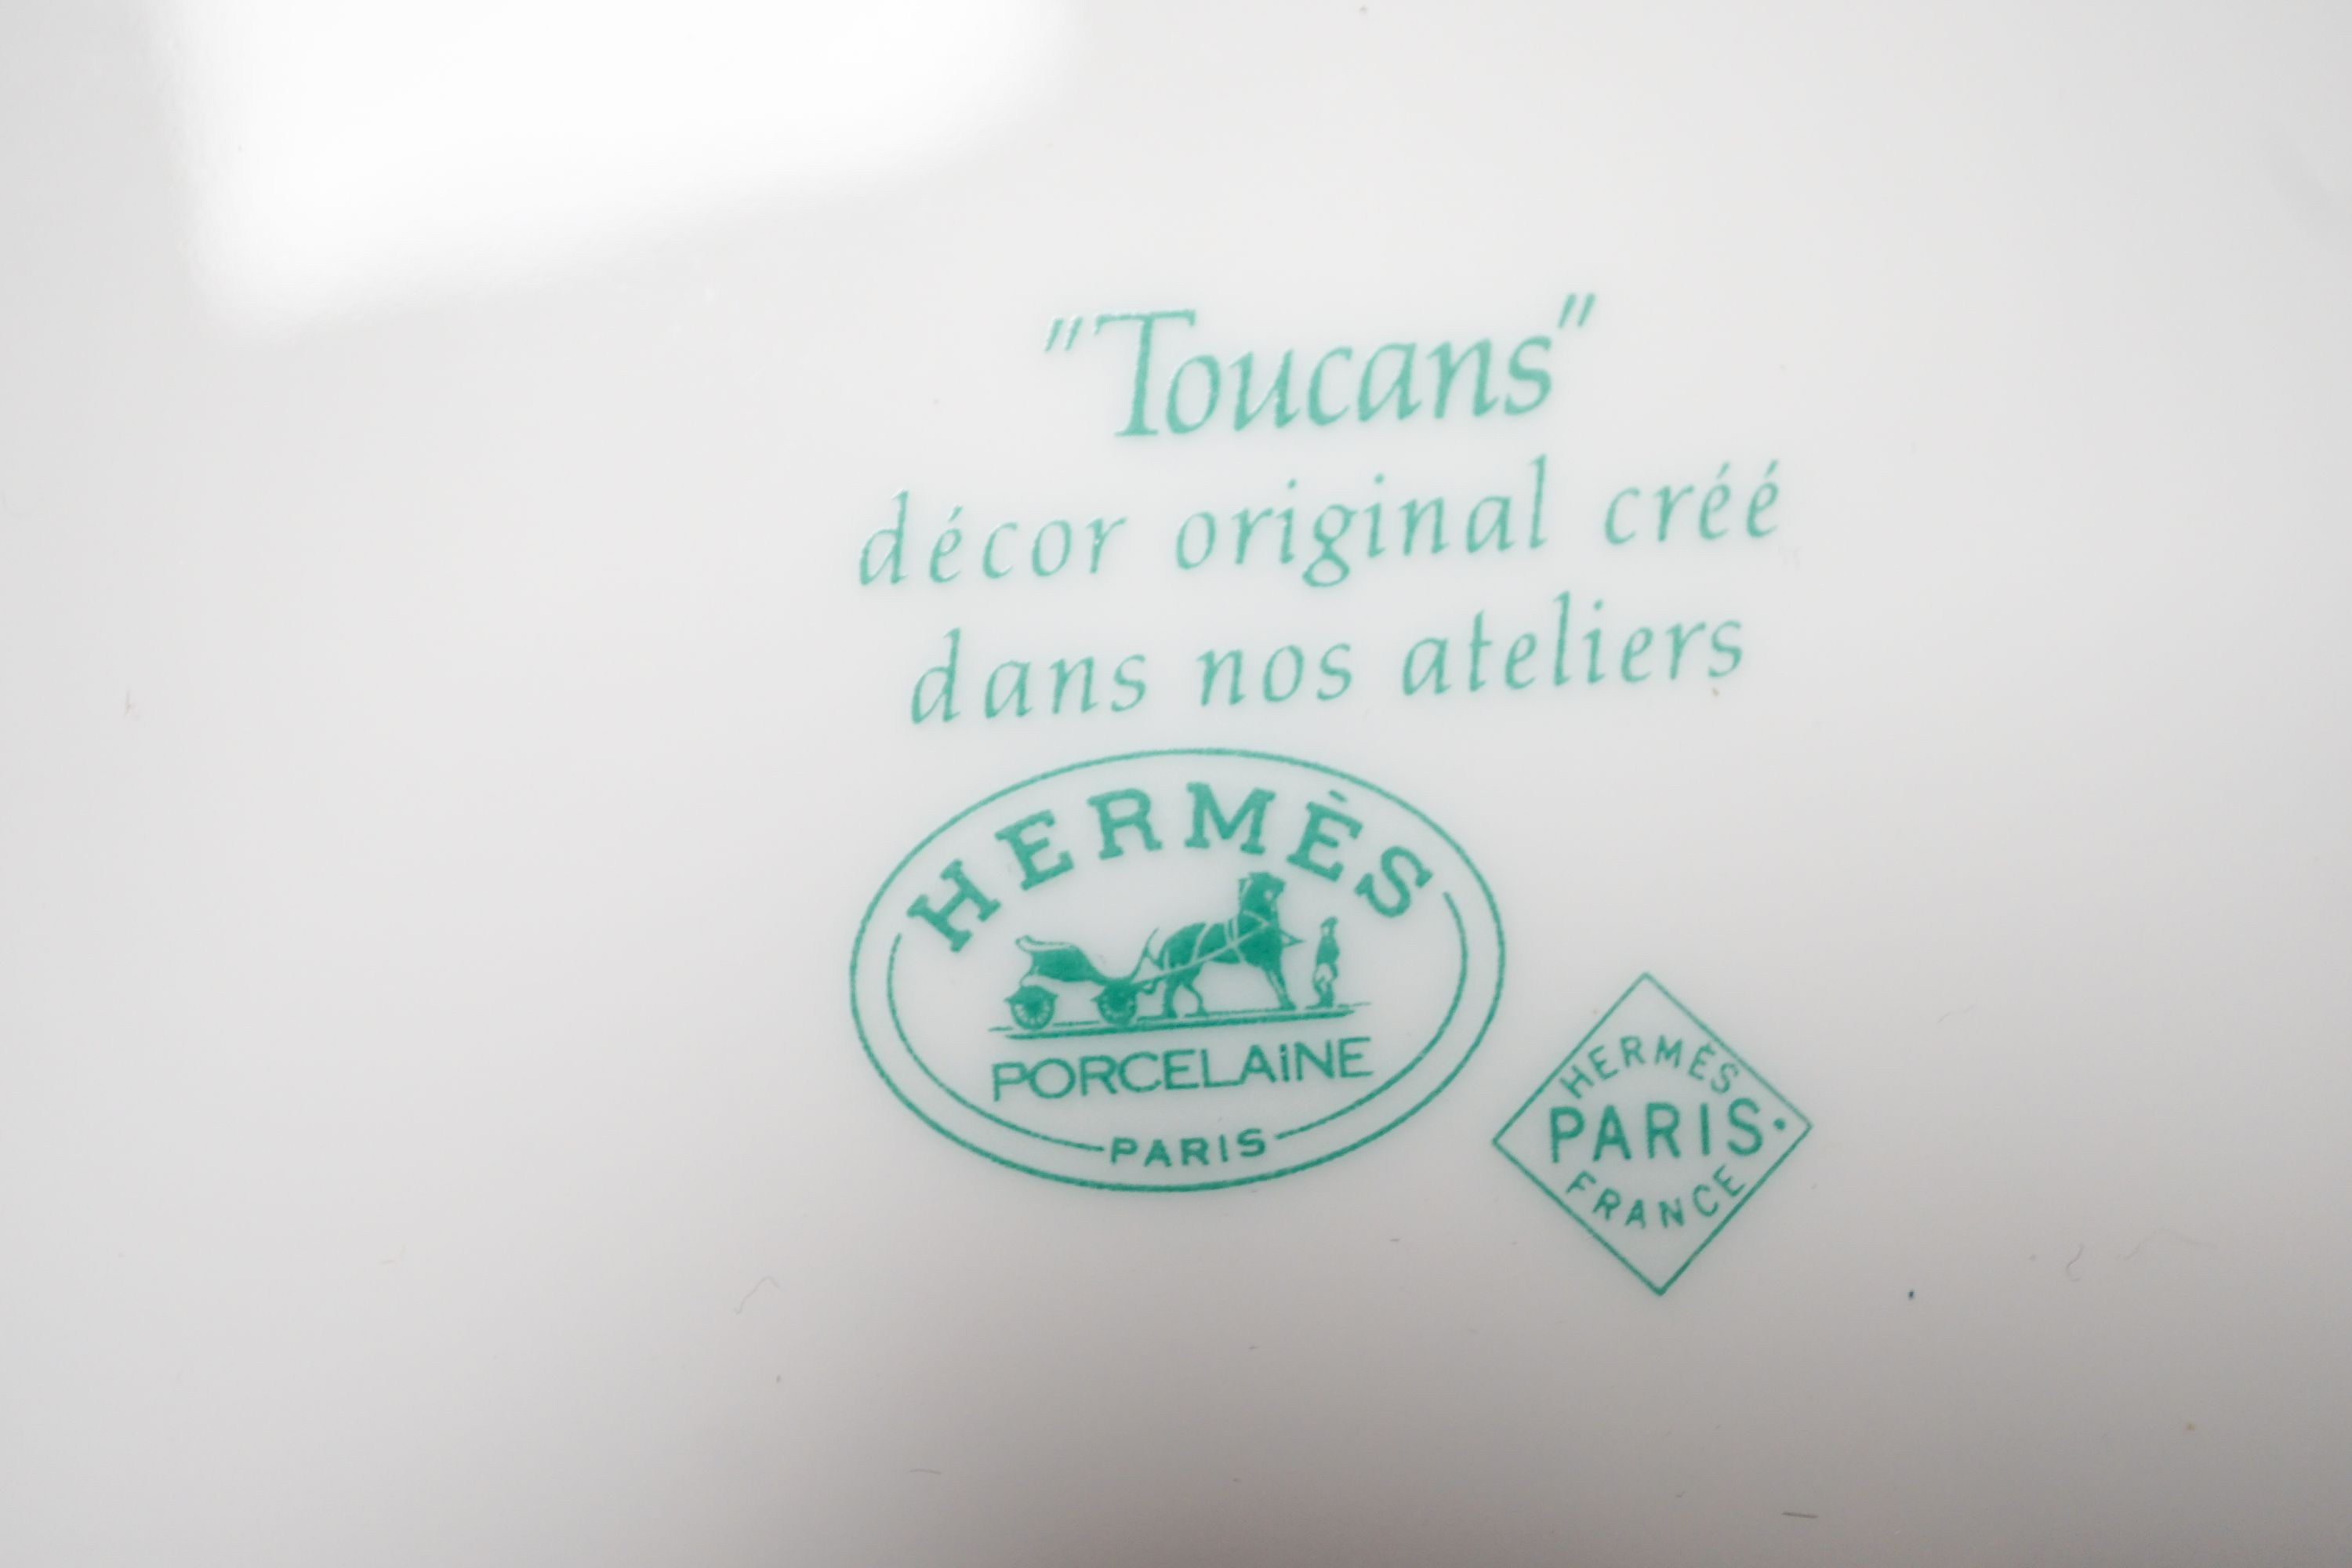 "Toucans"
décor original créé
dans nos ateliers
HERMÈS
PORCELAiNE
PARIS
HERMÈS
PARIS.
FRANCE